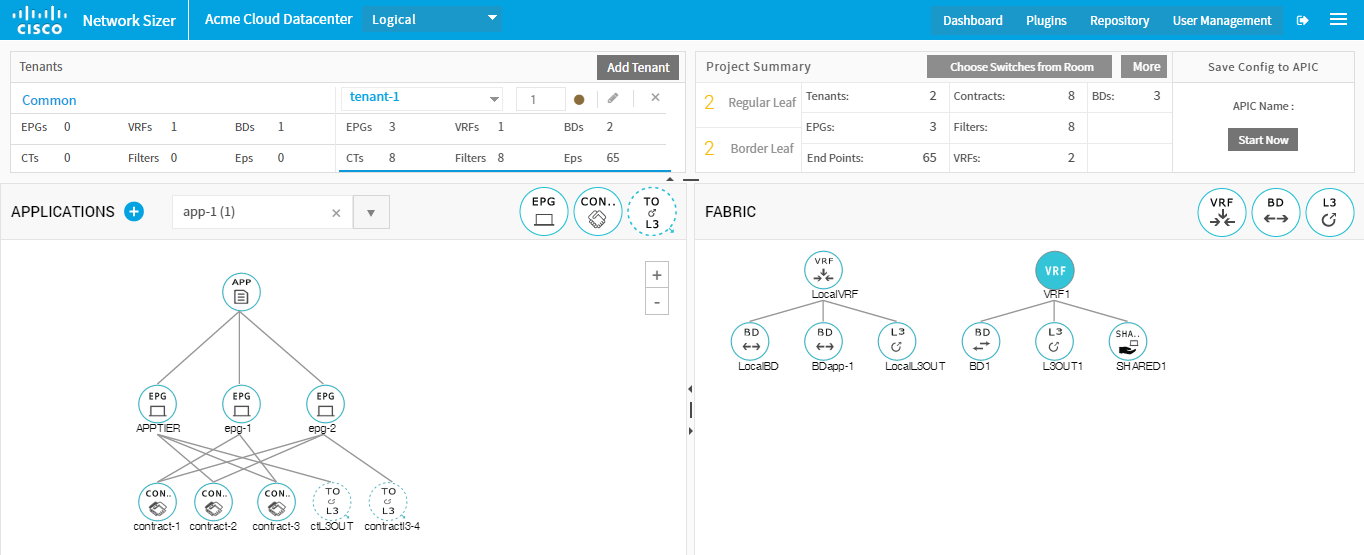 CISCO
Network Sizer
Acme Cloud Datacenter
Logical
Dashboard
Plugins
Repository
User Management
Tenants
Add Tenant
Common
tenant-1
1
EPGs 0 VRFs 1 BDs 1
EPGs 3 VRFs 1 BDs 2
CTs 0 Filters 0 Eps 0
CTs 8 Filters 8 Eps 65
Project Summary
Choose Switches from Room
More
2 Regular Leaf
2 Border Leaf
Tenants: 2 Contracts: 8 BDs: 3
EPGs: 3 Filters: 8
End Points: 65 VRFs: 2
Save Config to APIC
APIC Name :
Start Now
APPLICATIONS
app-1 (1)
EPG
CON..
TO
L3
+
-
APP
EPG
EPG
EPG
APPTIER
epg-1
epg-2
CON..
CON..
CON..
TO
L3
TO
L3
contract-1
contract-2
contract-3
ctL3OUT
contractl3-4
FABRIC
VRF
BD
L3
VRF
LocalVRF
VRF
VRF1
BD
BD
L3
BD
L3
SHA..
LocalBD
BDapp-1
LocalL3OUT
BD1
L3OUT1
SHARED1